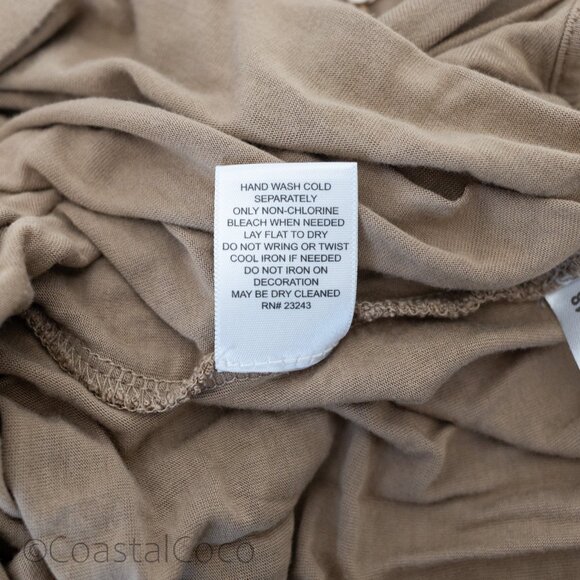 HAND WASH COLD
SEPARATELY
ONLY NON-CHLORINE
BLEACH WHEN NEEDED
LAY FLAT TO DRY
DO NOT WRING OR TWIST
COOL IRON IF NEEDED
DO NOT IRON ON
DECORATION
MAY BE DRY CLEANED
RN# 23243
©CoastalCoco